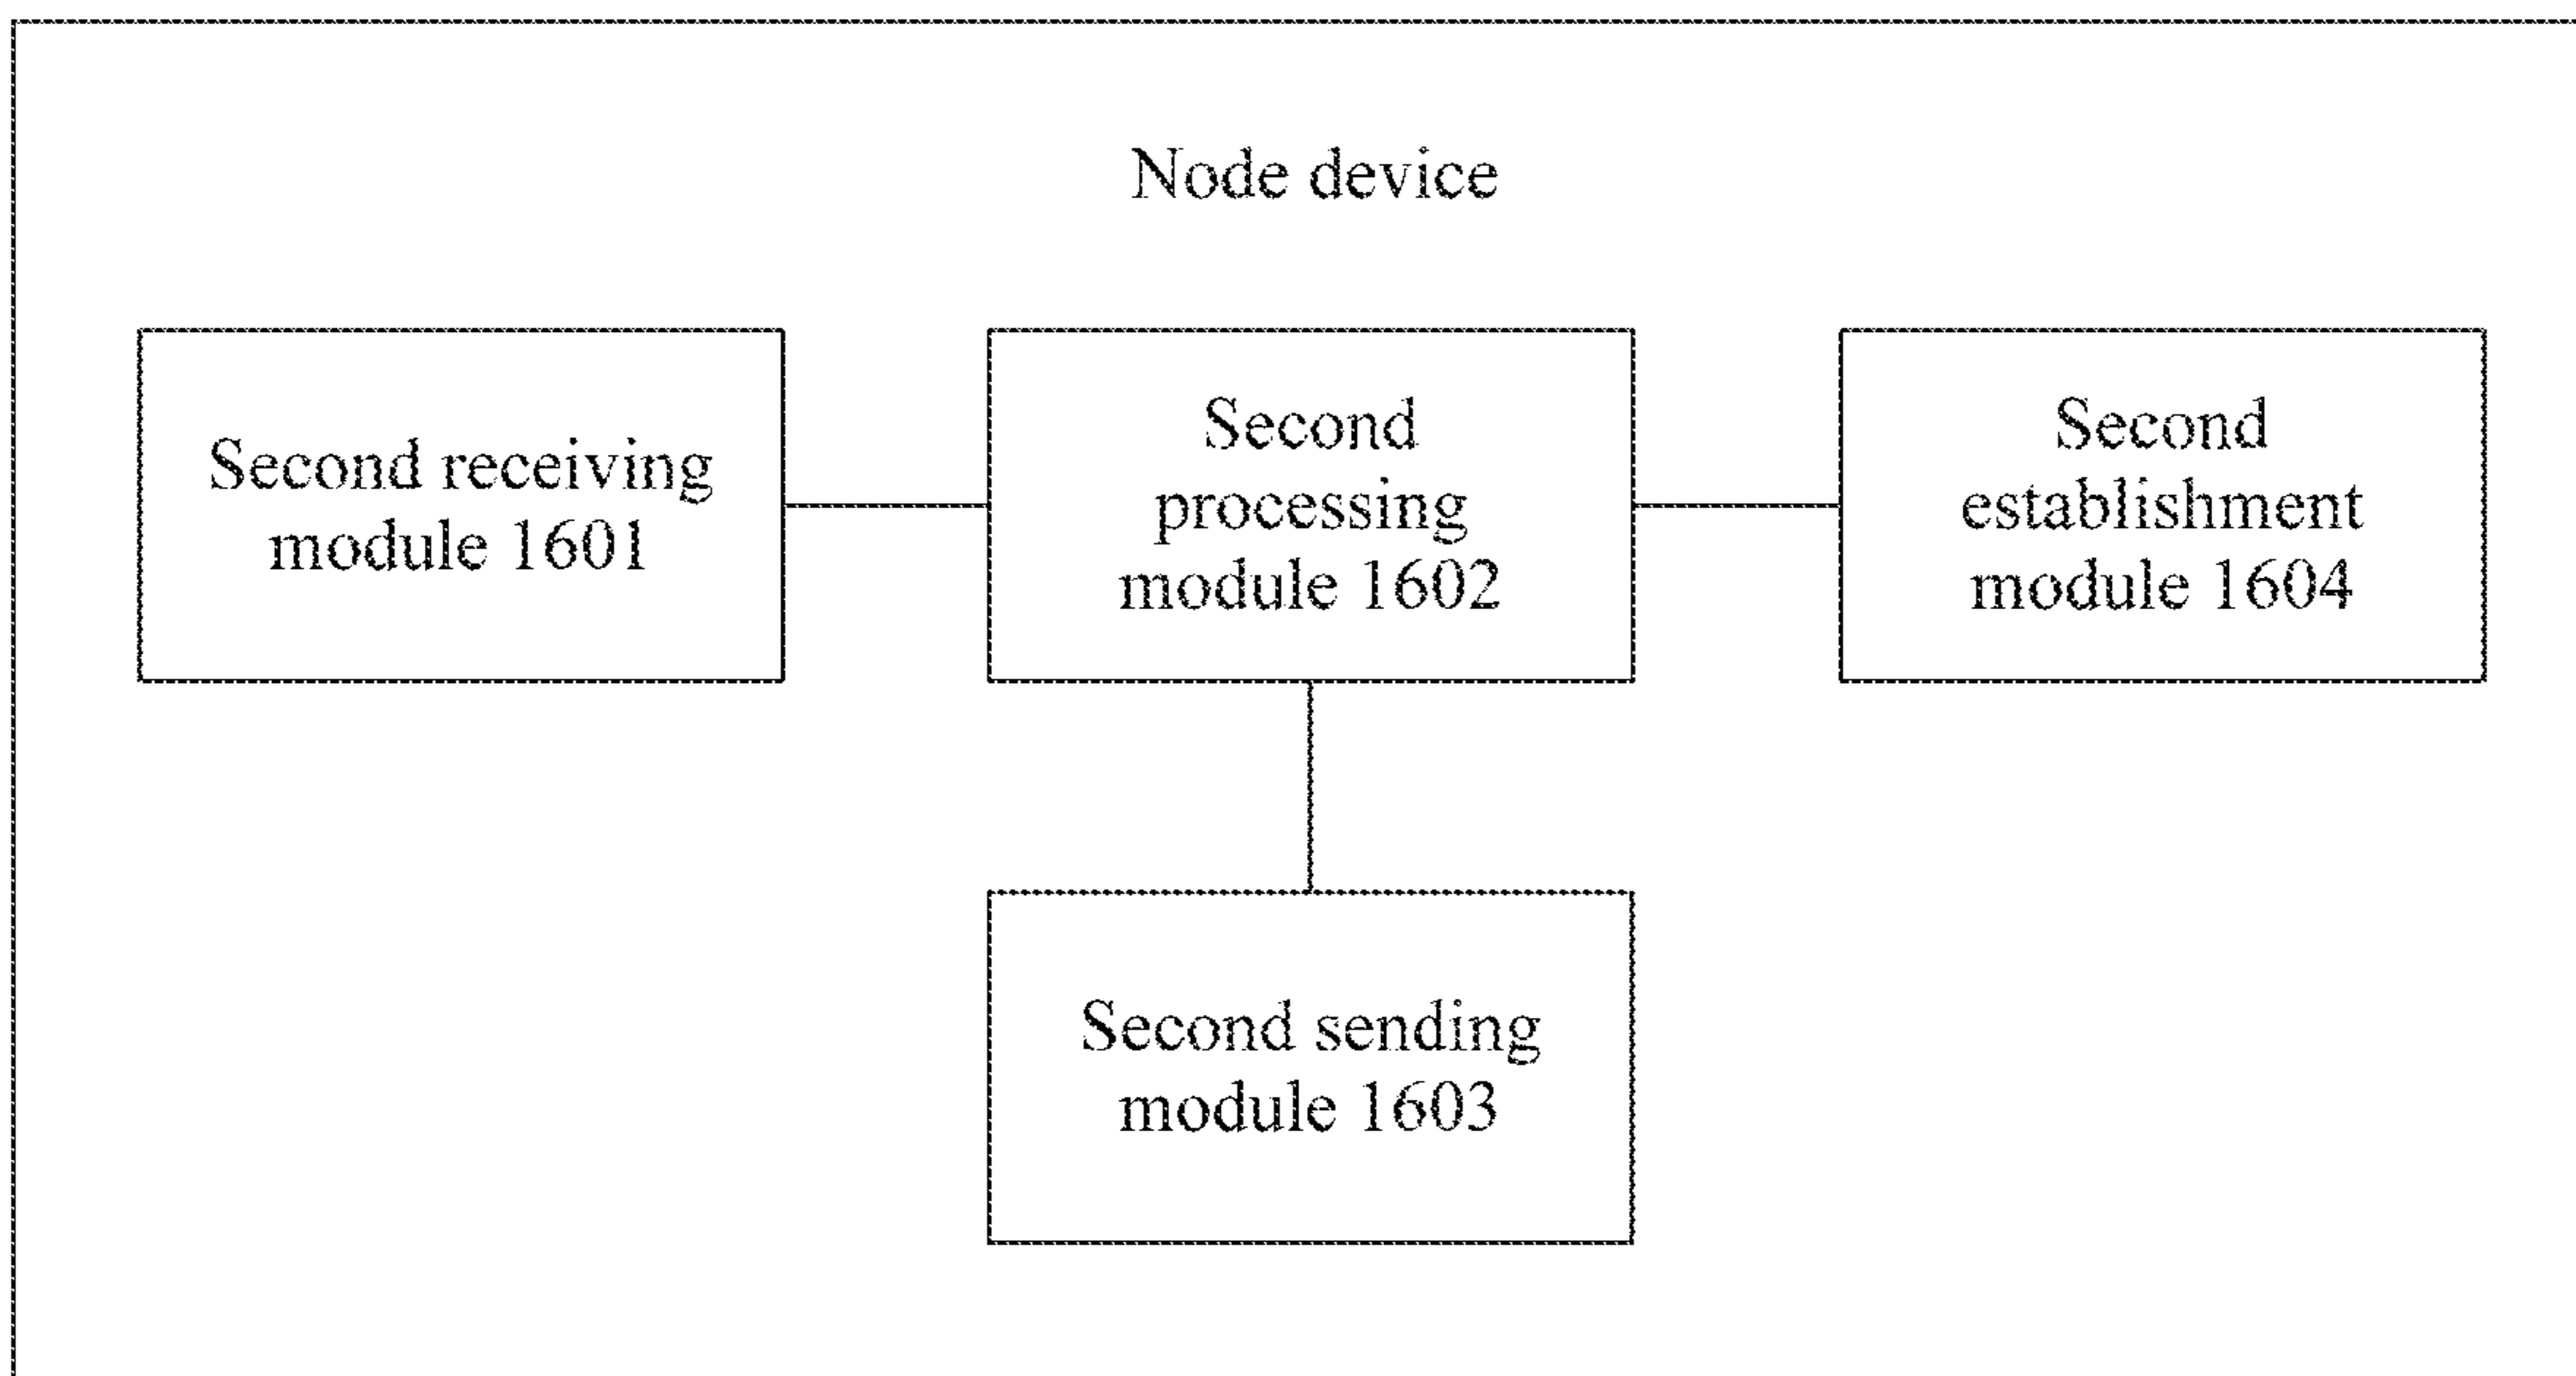 Node device
Second receiving
module 1601
Second
processing
module 1602
Second
establishment
module 1604
Second sending
module 1603